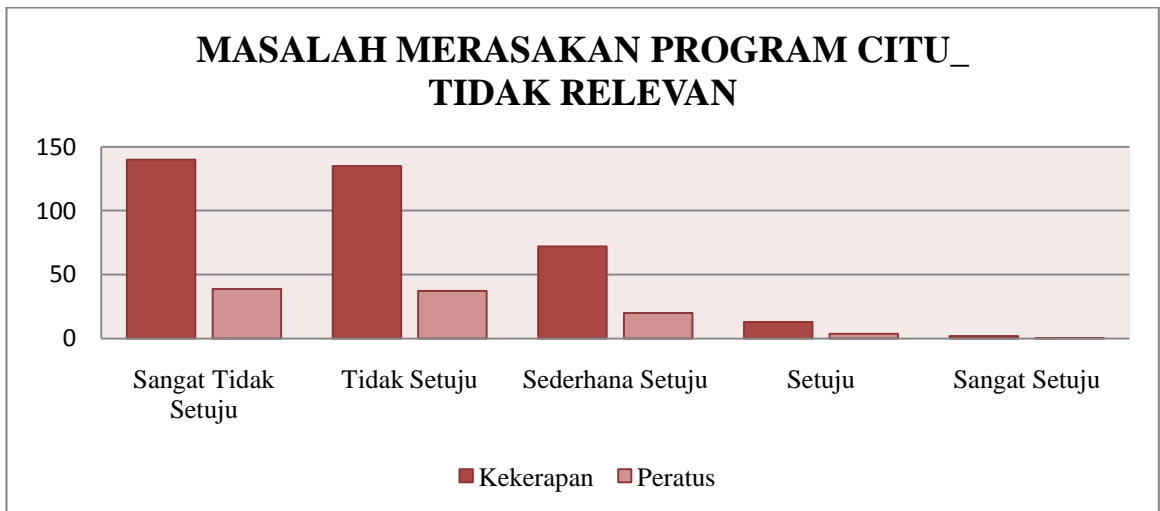 MASALAH MERASAKAN PROGRAM CITU_
TIDAK RELEVAN
150
100
50
0
Sangat Tidak
Setuju
Tidak Setuju
Sederhana Setuju
Setuju
Sangat Setuju
Kekerapan
Peratus